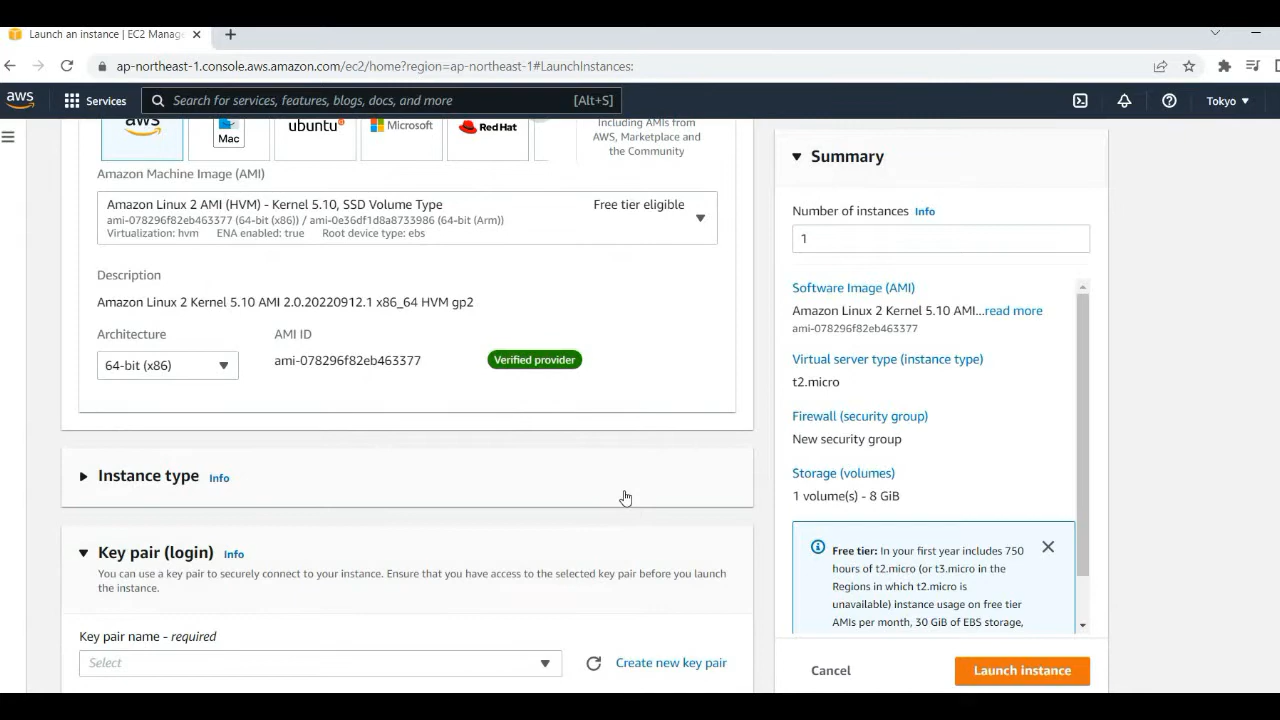 Launch an instance | EC2 Manag
ap-northeast-1.console.aws.amazon.com/ec2/home?region=ap-northeast-1#LaunchInstances:
aws
Services
Search for services, features, blogs, docs, and more
[Alt+S]
Tokyo
aws
Mac
ubuntu
Microsoft
Red Hat
Including AMIs from
AWS, Marketplace and
the Community
Amazon Machine Image (AMI)
Amazon Linux 2 AMI (HVM) - Kernel 5.10, SSD Volume Type
Free tier eligible
ami-078296f82eb463377 (64-bit (x86)) / ami-0e36df1d8a8733986 (64-bit (Arm))
Virtualization: hvm ENA enabled: true Root device type: ebs
Description
Amazon Linux 2 Kernel 5.10 AMI 2.0.20220912.1 x86_64 HVM gp2
Architecture
AMI ID
64-bit (x86)
ami-078296f82eb463377
Verified provider
Instance type Info
Key pair (login) Info
You can use a key pair to securely connect to your instance. Ensure that you have access to the selected key pair before you launch
the instance.
Key pair name - required
Select
Create new key pair
Summary
Number of instances Info
1
Software Image (AMI)
Amazon Linux 2 Kernel 5.10 AMI...read more
ami-078296f82eb463377
Virtual server type (instance type)
t2.micro
Firewall (security group)
New security group
Storage (volumes)
1 volume(s) - 8 GiB
Free tier: In your first year includes 750
hours of t2.micro (or t3.micro in the
Regions in which t2.micro is
unavailable) instance usage on free tier
AMIs per month, 30 GiB of EBS storage,
Cancel
Launch instance